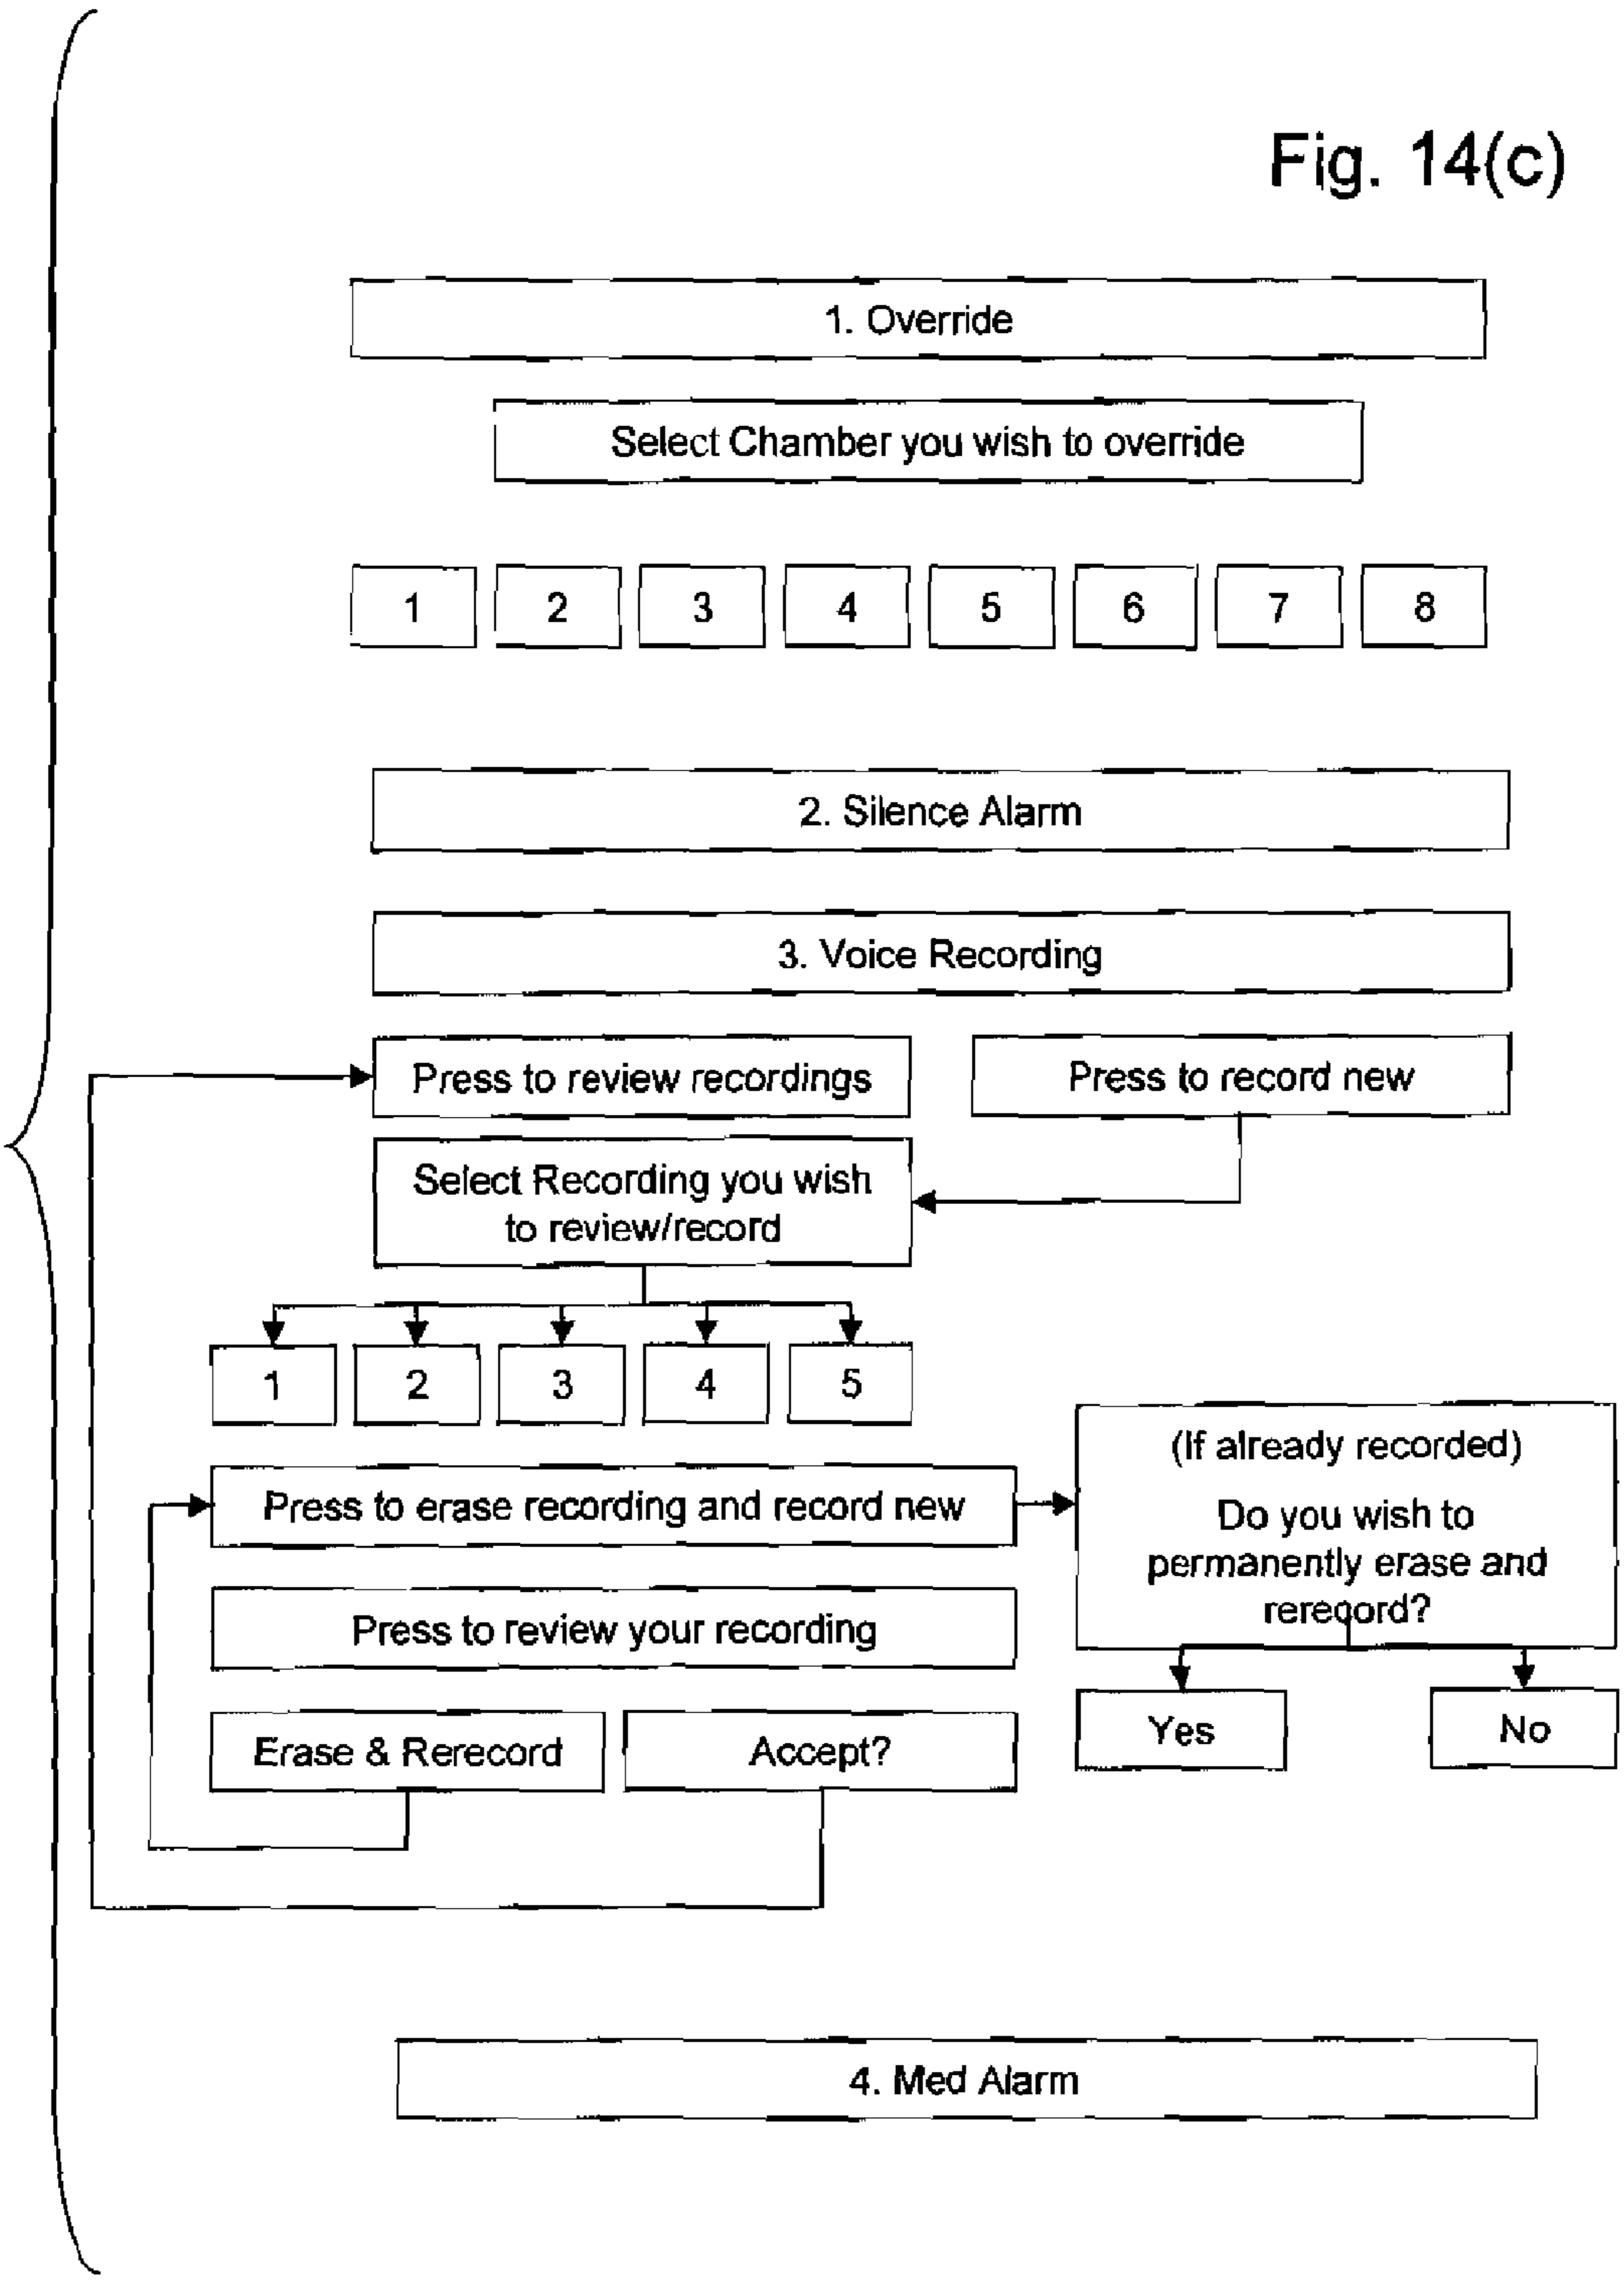 Fig. 14(c)
1. Override
Select Chamber you wish to override
1 2 3 4 5 6 7 8
2. Silence Alarm
3. Voice Recording
Press to review recordings
Press to record new
Select Recording you wish
to review/record
1 2 3 4 5
Press to erase recording and record new
(If already recorded)
Do you wish to
permanently erase and
rerecord?
Press to review your recording
Yes
No
Erase & Rerecord
Accept?
4. Med Alarm